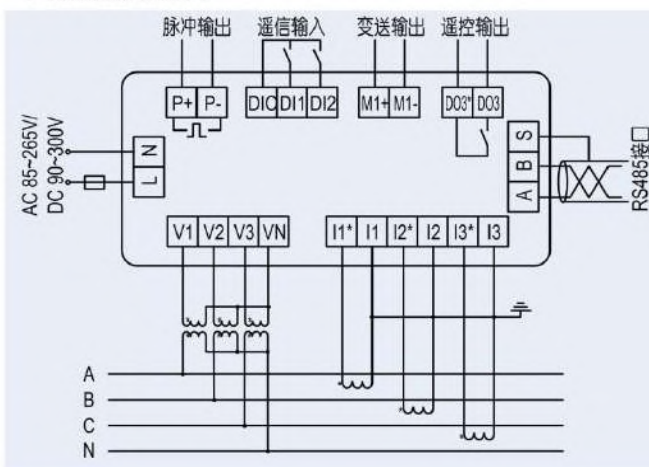 脉冲输出 遥信输入 变送输出 遥控输出
P+ P- DIC DI1 DI2 M1+ M1- DO3* DO3
AC 85~265V/
DC 90~300V
N
L
S
B
A
RS485接口
V1 V2 V3 VN I1* I1 I2* I2 I3* I3
A
B
C
N